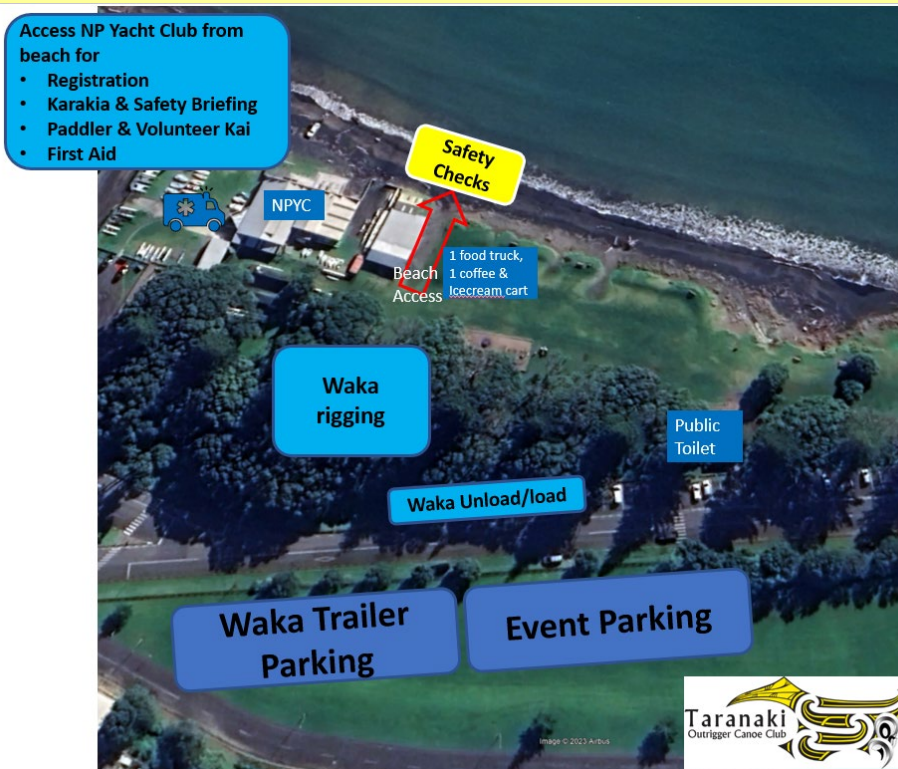 Access NP Yacht Club from
beach for
• Registration
• Karakia & Safety Briefing
• Paddler & Volunteer Kai
• First Aid
Safety
Checks
NPYC
1 food truck,
1 coffee &
Icecream cart
Beach
Access
Waka
rigging
Public
Toilet
Waka Unload/load
Waka Trailer
Parking
Event Parking
Taranaki
Outrigger Canoe Club
Image © 2023 Airbus